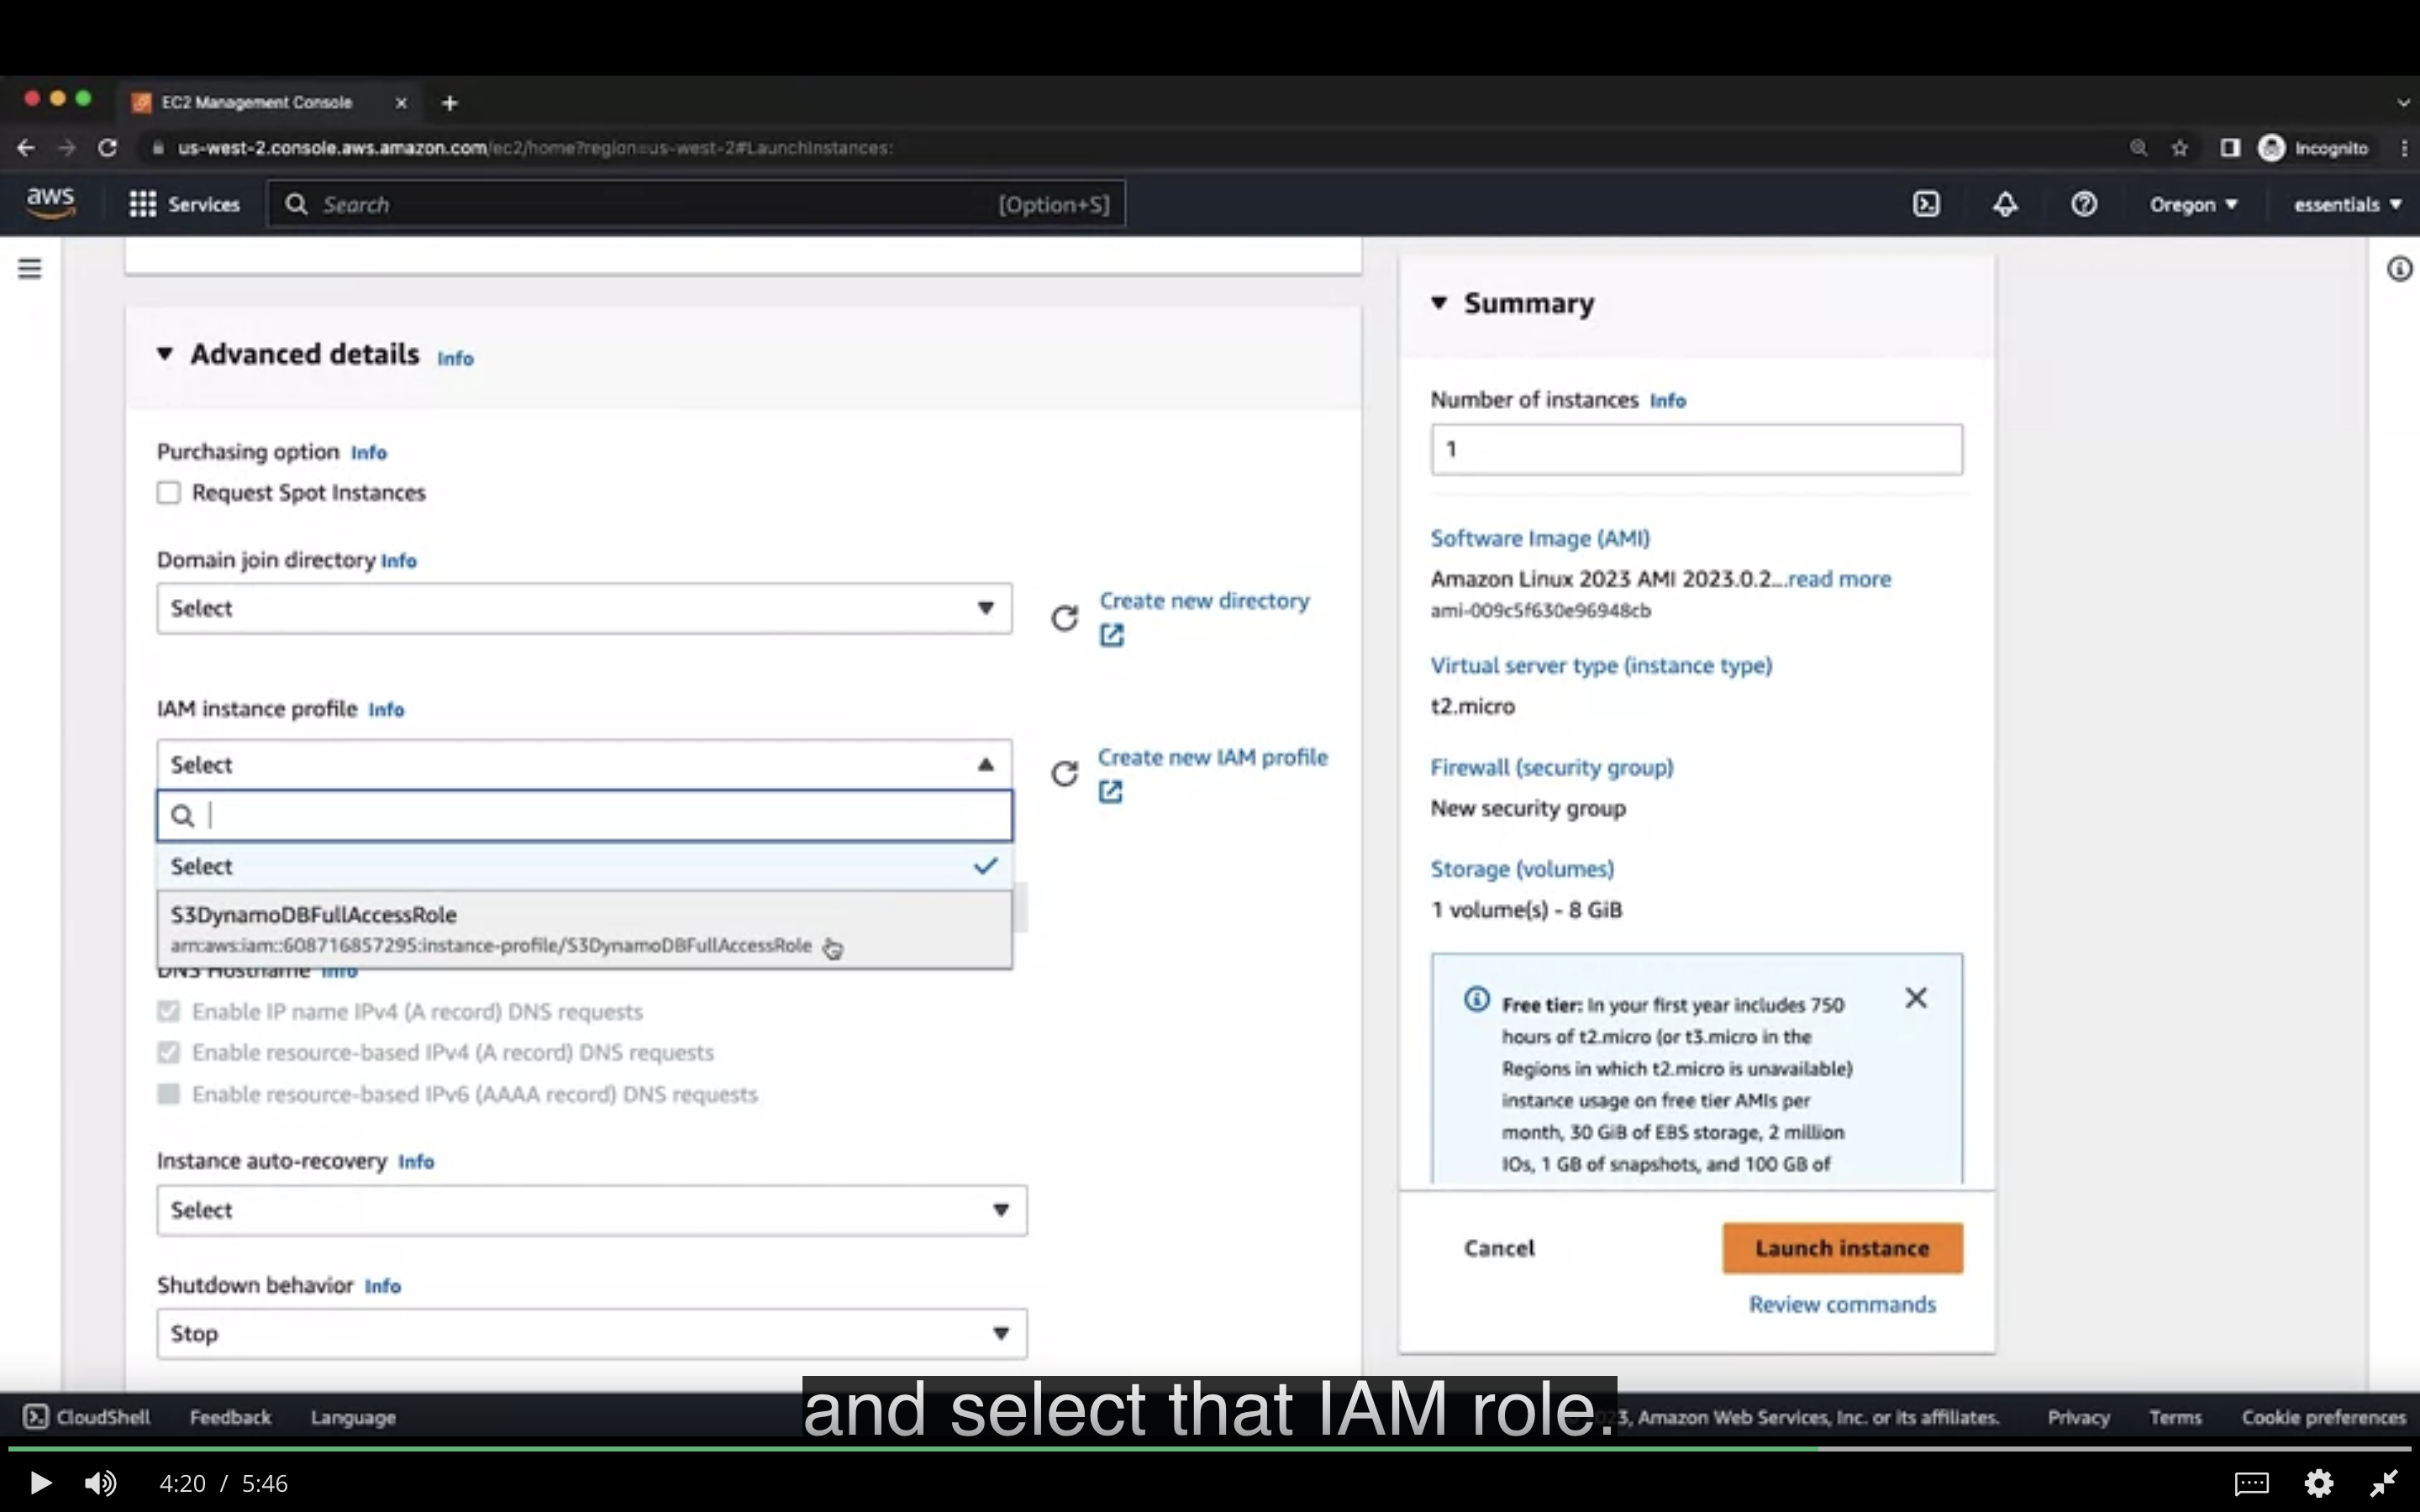 EC2 Management Console
us-west-2.console.aws.amazon.com/ec2/home?region=us-west-2#LaunchInstances:
Incognito
aws
Services
Search
[Option+S]
Oregon
essentials
Advanced details Info
Purchasing option Info
Request Spot Instances
Domain join directory Info
Select
Create new directory
IAM instance profile Info
Select
Create new IAM profile
Select
S3DynamoDBFullAccessRole
arn:aws:iam::608716857295:instance-profile/S3DynamoDBFullAccessRole
DNS Hostname Info
Enable IP name IPv4 (A record) DNS requests
Enable resource-based IPv4 (A record) DNS requests
Enable resource-based IPv6 (AAAA record) DNS requests
Instance auto-recovery Info
Select
Shutdown behavior Info
Stop
Summary
Number of instances Info
1
Software Image (AMI)
Amazon Linux 2023 AMI 2023.0.2...read more
ami-009c5f630e96948cb
Virtual server type (instance type)
t2.micro
Firewall (security group)
New security group
Storage (volumes)
1 volume(s) - 8 GiB
Free tier: In your first year includes 750
hours of t2.micro (or t3.micro in the
Regions in which t2.micro is unavailable)
instance usage on free tier AMIs per
month, 30 GiB of EBS storage, 2 million
IOs, 1 GB of snapshots, and 100 GB of
Cancel
Launch instance
Review commands
and select that IAM role.
CloudShell
Feedback
Language
3, Amazon Web Services, Inc. or its affiliates.
Privacy
Terms
Cookie preferences
4:20 / 5:46